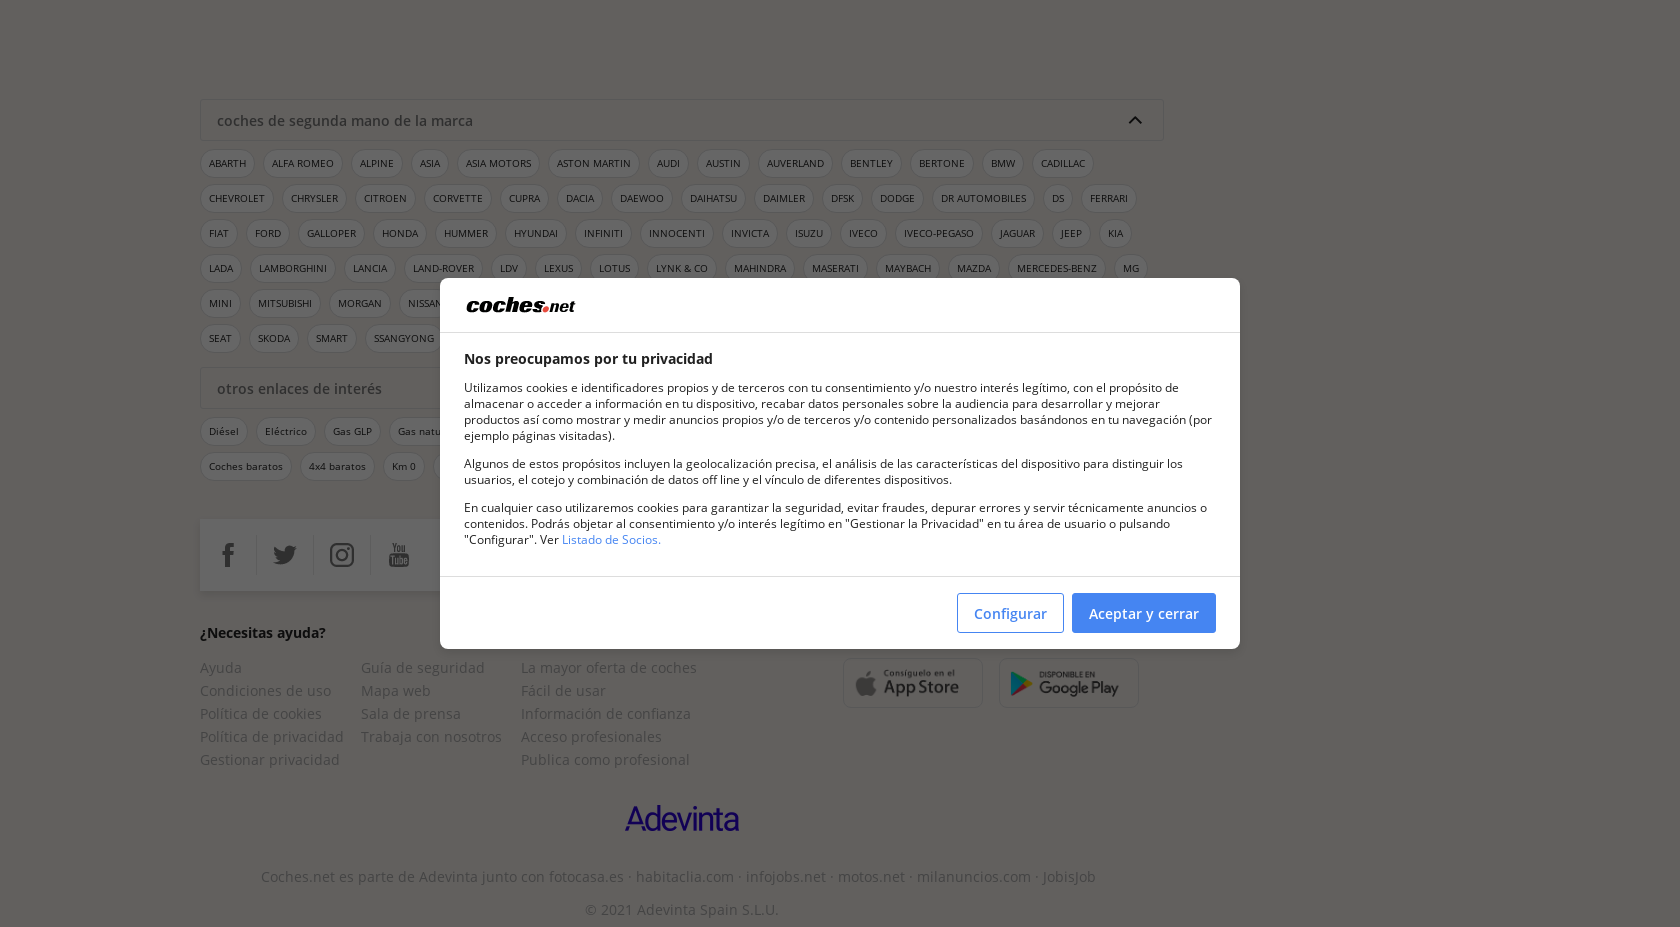 coches de segunda mano de la marca
ABARTH ALFA ROMEO ALPINE ASIA ASIA MOTORS ASTON MARTIN AUDI AUSTIN AUVERLAND BENTLEY BERTONE BMW CADILLAC
CHEVROLET CHRYSLER CITROEN CORVETTE CUPRA DACIA DAEWOO DAIHATSU DAIMLER DFSK DODGE DR AUTOMOBILES DS FERRARI
FIAT FORD GALLOPER HONDA HUMMER HYUNDAI INFINITI INNOCENTI INVICTA ISUZU IVECO IVECO-PEGASO JAGUAR JEEP KIA
LADA LAMBORGHINI LANCIA LAND-ROVER LDV LEXUS LOTUS LYNK & CO MAHINDRA MASERATI MAYBACH MAZDA MERCEDES-BENZ MG
MINI MITSUBISHI MORGAN NISSAN
SEAT SKODA SMART SSANGYONG
otros enlaces de interés
Diésel Eléctrico Gas GLP Gas natu
Coches baratos 4x4 baratos Km 0
coches.net
Nos preocupamos por tu privacidad
Utilizamos cookies e identificadores propios y de terceros con tu consentimiento y/o nuestro interés legítimo, con el propósito de
almacenar o acceder a información en tu dispositivo, recabar datos personales sobre la audiencia para desarrollar y mejorar
productos así como mostrar y medir anuncios propios y/o de terceros y/o contenido personalizados basándonos en tu navegación (por
ejemplo páginas visitadas).
Algunos de estos propósitos incluyen la geolocalización precisa, el análisis de las características del dispositivo para distinguir los
usuarios, el cotejo y combinación de datos off line y el vínculo de diferentes dispositivos.
En cualquier caso utilizaremos cookies para garantizar la seguridad, evitar fraudes, depurar errores y servir técnicamente anuncios o
contenidos. Podrás objetar al consentimiento y/o interés legítimo en "Gestionar la Privacidad" en tu área de usuario o pulsando
"Configurar". Ver Listado de Socios.
Configurar Aceptar y cerrar
You
Tube
¿Necesitas ayuda?
Ayuda Guía de seguridad La mayor oferta de coches
Condiciones de uso Mapa web Fácil de usar
Política de cookies Sala de prensa Información de confianza
Política de privacidad Trabaja con nosotros Acceso profesionales
Gestionar privacidad Publica como profesional
Consíguelo en el
App Store
DISPONIBLE EN
Google Play
Adevinta
Coches.net es parte de Adevinta junto con fotocasa.es · habitaclia.com · infojobs.net · motos.net · milanuncios.com · JobisJob
© 2021 Adevinta Spain S.L.U.